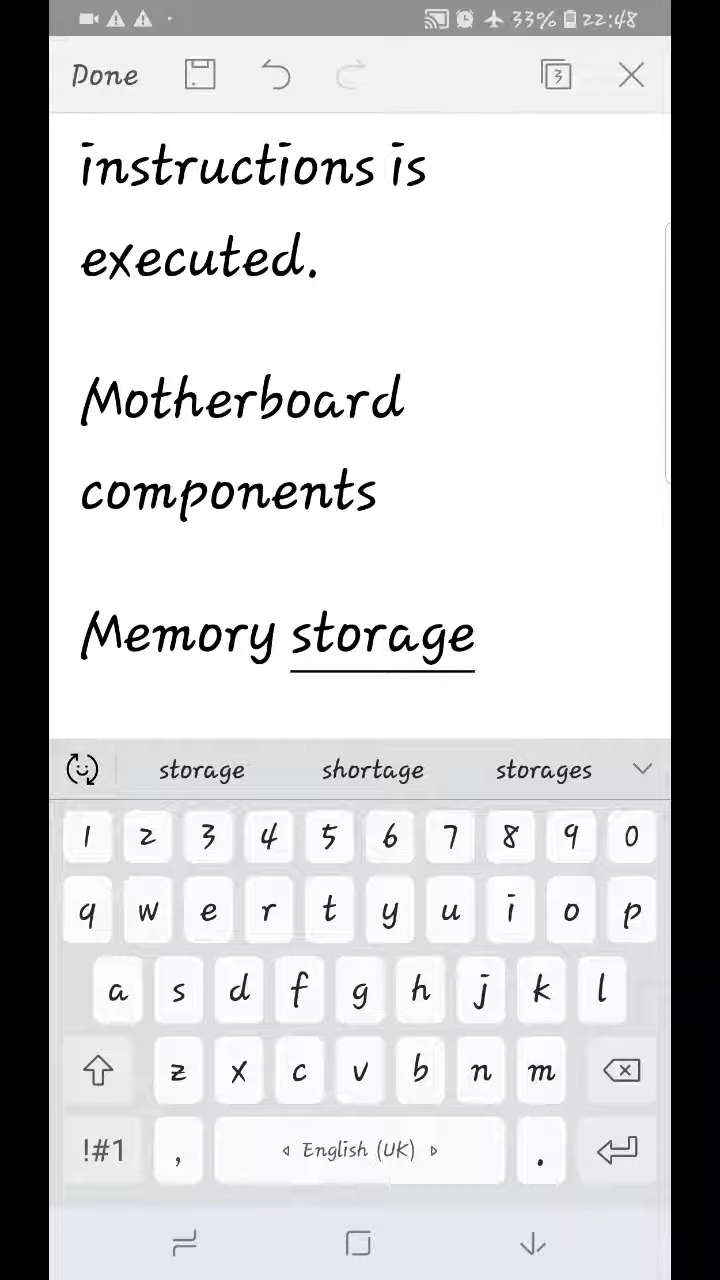 33% 22:48
Done 3
instructions is
executed.
Motherboard
components
Memory storage
storage shortage storages
1 2 3 4 5 6 7 8 9 0
q w e r t y u i o p
a s d f g h j k l
z x c v b n m
!#1 , English (UK) .